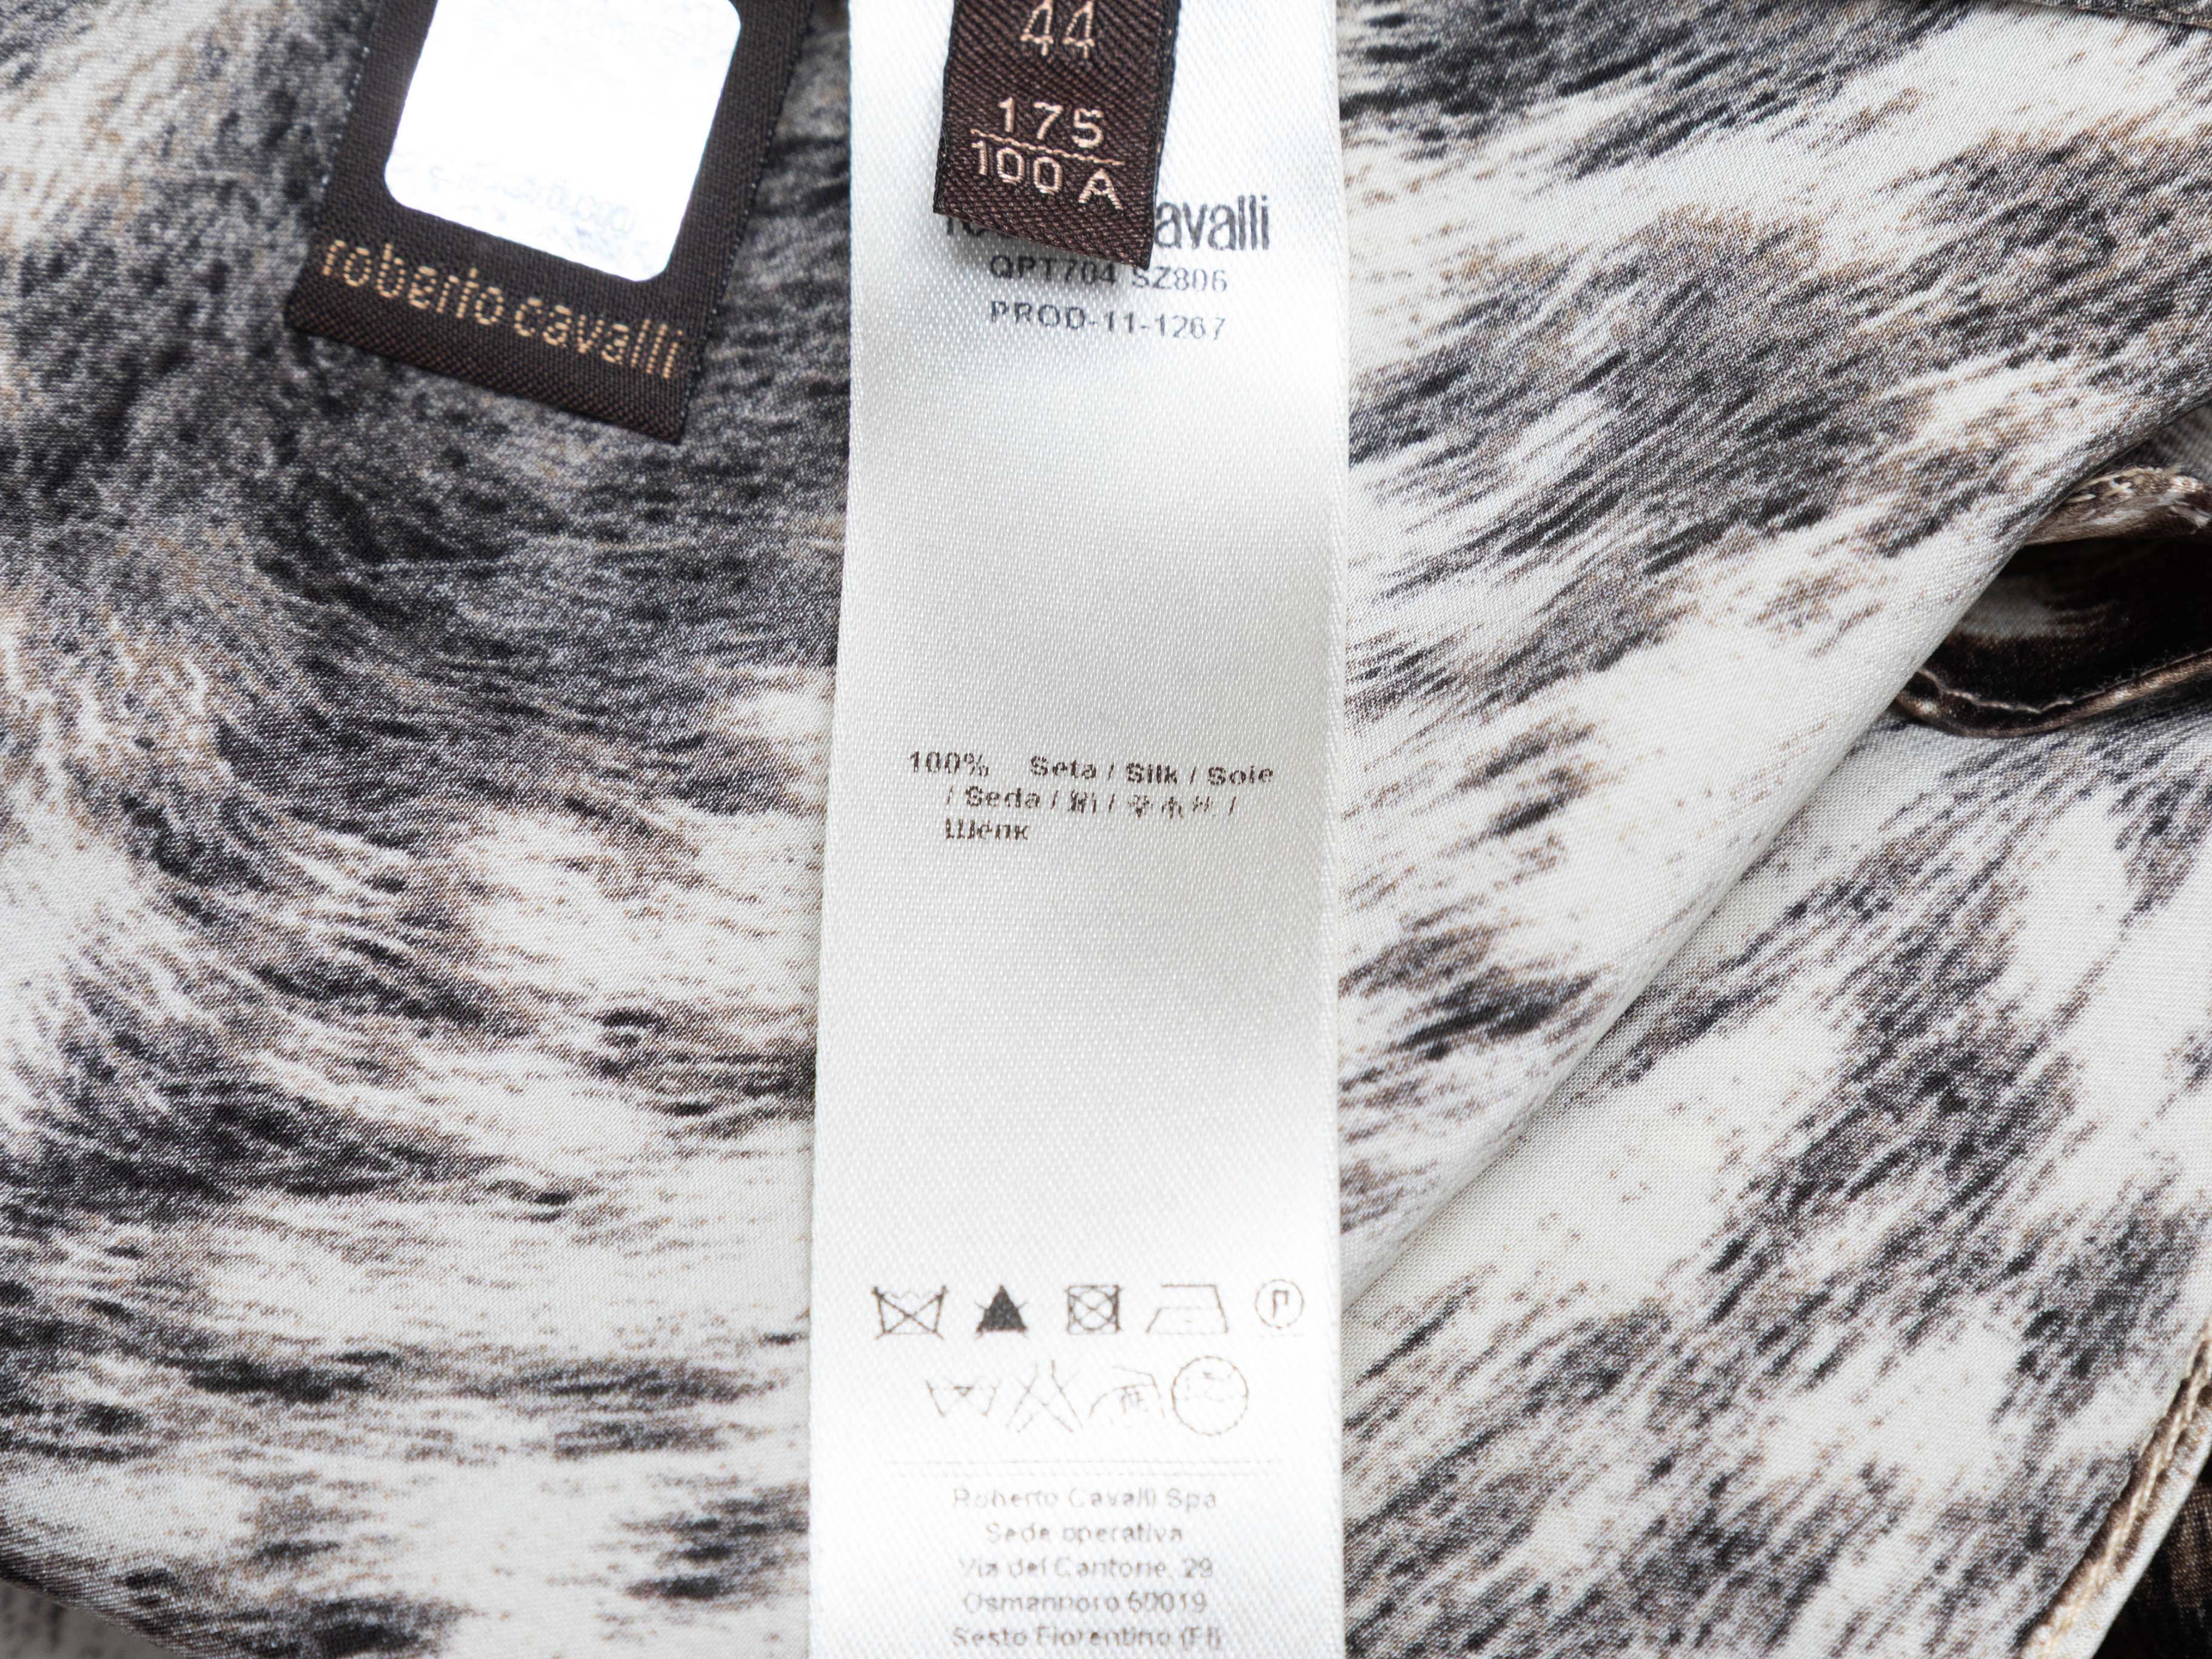 44
175
100 A
roberto cavalli
avalli
QPT704 SZ806
PROD-11-1267
100% Seta / Silk / Soie
/ Seda / 絹 / 
Шёлк
Roberto Cavalli Spa
Sede operativa
Via del Cantone, 29
Osmannoro 50019
Sesto Fiorentino (FI)